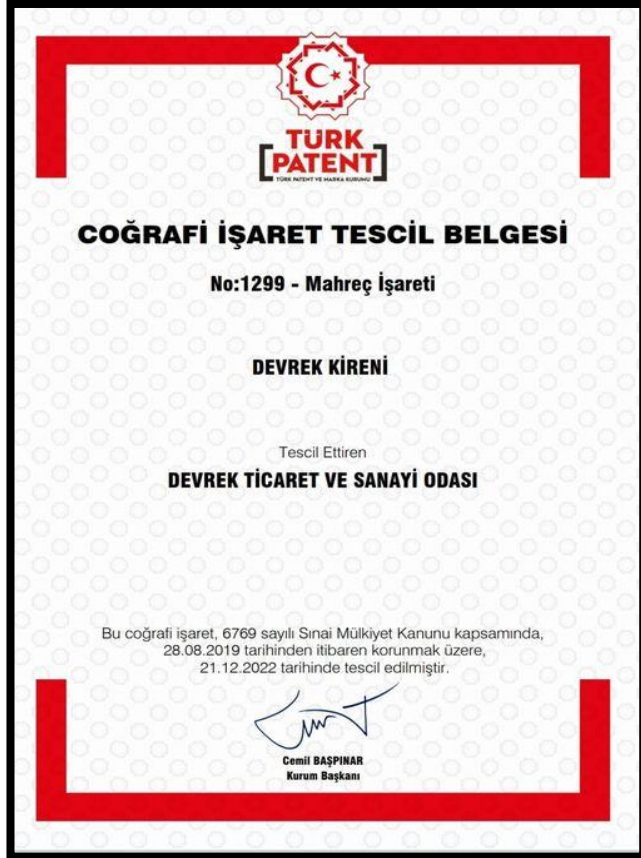 TÜRK
PATENT
TÜRK PATENT VE MARKA KURUMU
COĞRAFİ İŞARET TESCİL BELGESİ
No:1299 - Mahreç İşareti
DEVREK KİRENİ
Tescil Ettiren
DEVREK TİCARET VE SANAYİ ODASI
Bu coğrafi işaret, 6769 sayılı Sınai Mülkiyet Kanunu kapsamında,
28.08.2019 tarihinden itibaren korunmak üzere,
21.12.2022 tarihinde tescil edilmiştir.
Cemil BAŞPINAR
Kurum Başkanı